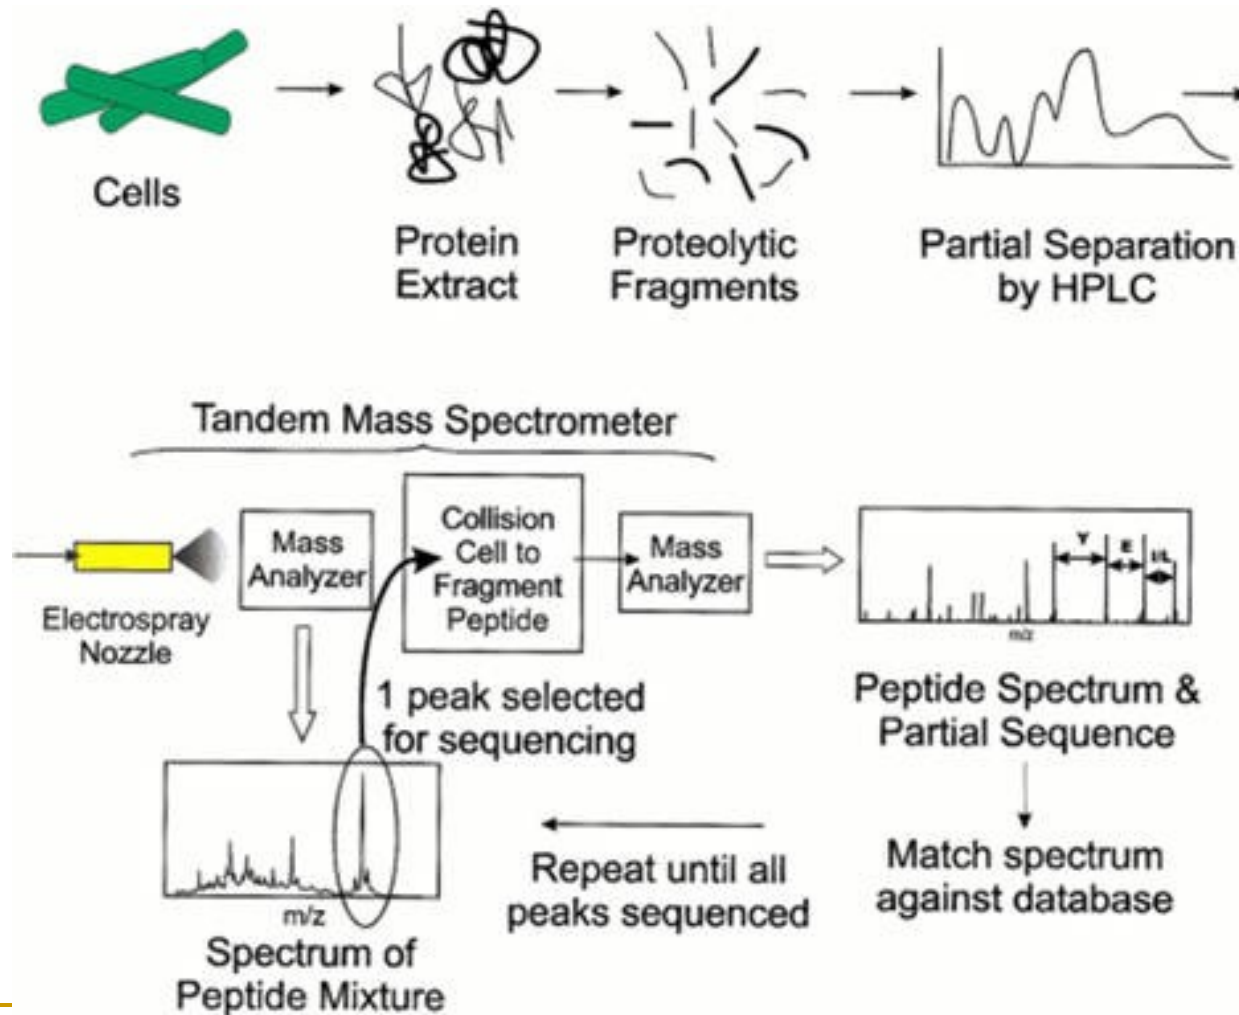 Cells
Protein
Extract
Proteolytic
Fragments
Partial Separation
by HPLC
Tandem Mass Spectrometer
Electrospray
Nozzle
Mass
Analyzer
Collision
Cell to
Fragment
Peptide
Mass
Analyzer
Y
E
I/L
m/z
Peptide Spectrum &
Partial Sequence
1 peak selected
for sequencing
m/z
Spectrum of
Peptide Mixture
Repeat until all
peaks sequenced
Match spectrum
against database